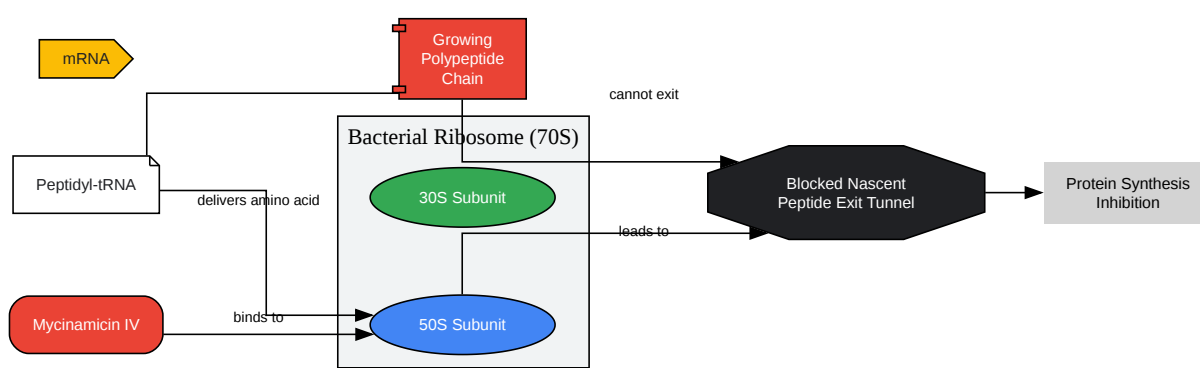 mRNA
Growing
Polypeptide
Chain
cannot exit
Bacterial Ribosome (70S)
Peptidyl-tRNA
delivers amino acid
30S Subunit
Blocked Nascent
Peptide Exit Tunnel
Protein Synthesis
Inhibition
leads to
Mycinamicin IV
binds to
50S Subunit